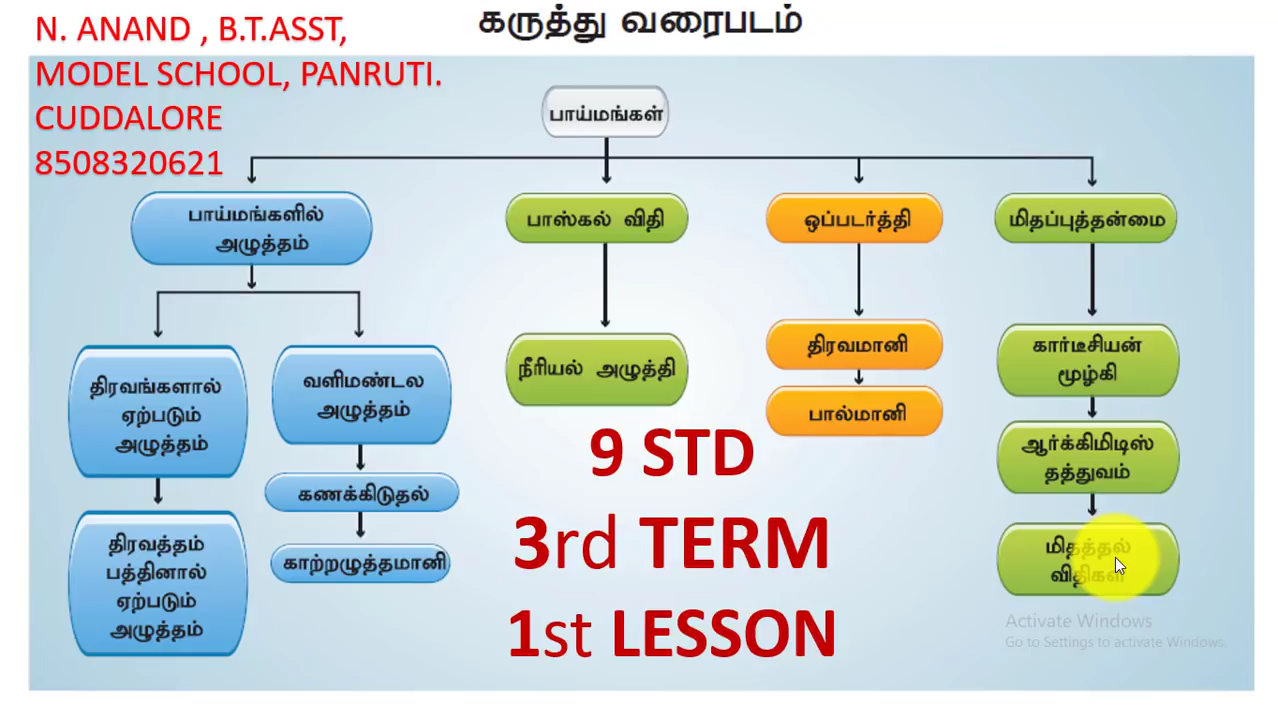 N. ANAND , B.T.ASST,
MODEL SCHOOL, PANRUTI.
CUDDALORE
8508320621
கருத்து வரைபடம்
பாய்மங்கள்
பாய்மங்களில்
அழுத்தம்
பாஸ்கல் விதி
ஒப்படர்த்தி
மிதப்புத்தன்மை
திரவங்களால்
ஏற்படும்
அழுத்தம்
திரவத்தம்
பத்தினால்
ஏற்படும்
அழுத்தம்
வளிமண்டல
அழுத்தம்
கணக்கிடுதல்
காற்றழுத்தமானி
நீரியல் அழுத்தி
திரவமானி
பால்மானி
கார்டீசியன்
மூழ்கி
ஆர்க்கிமிடிஸ்
தத்துவம்
மிதத்தல்
விதிகள்
9 STD
3rd TERM
1st LESSON
Activate Windows
Go to Settings to activate Windows.